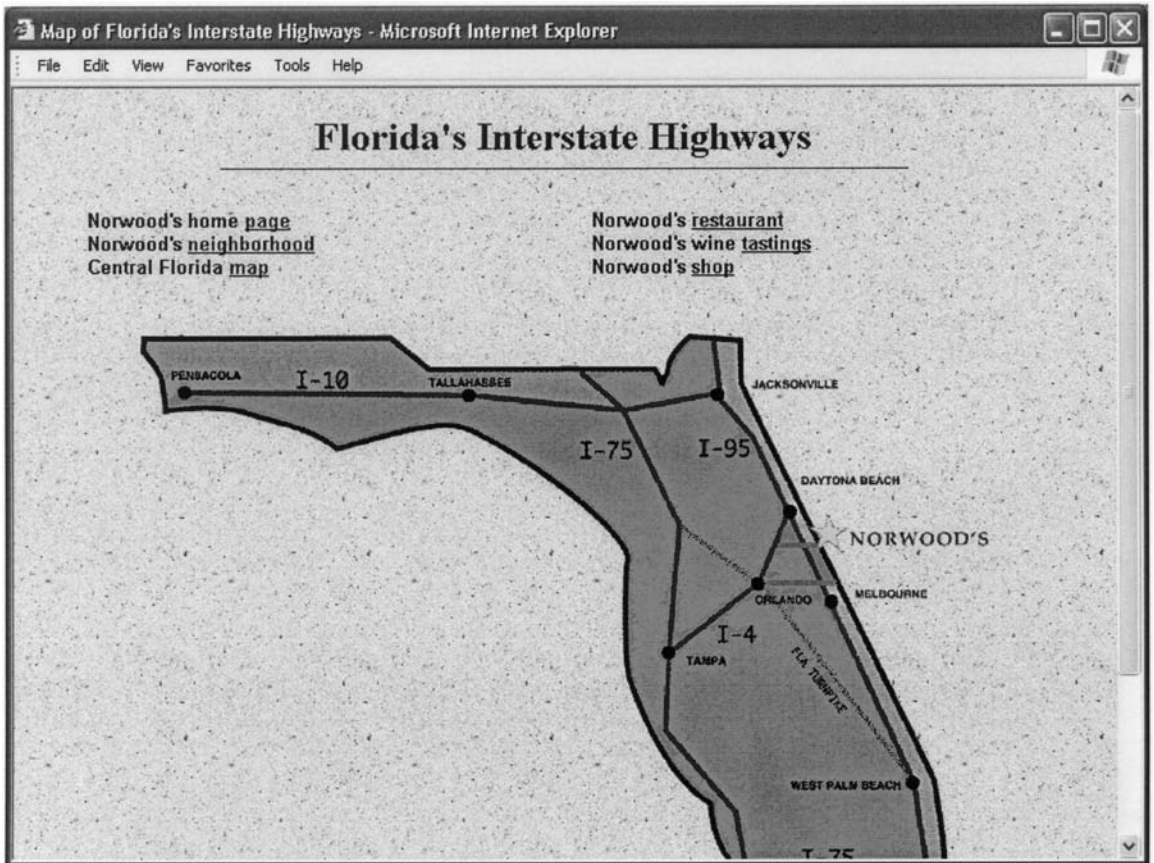 Map of Florida's Interstate Highways - Microsoft Internet Explorer
File Edit View Favorites Tools Help
Florida's Interstate Highways
Norwood's home page
Norwood's neighborhood
Central Florida map
Norwood's restaurant
Norwood's wine tastings
Norwood's shop
PENSACOLA
I-10
TALLAHASSES
JACKSONVILLE
I-75
I-95
DAYTONA BEACH
NORWOOD'S
ORLANDO
MELBOURNE
I-4
TAMPA
FLA TURNPIKE
WEST PALM BEACH
I-75